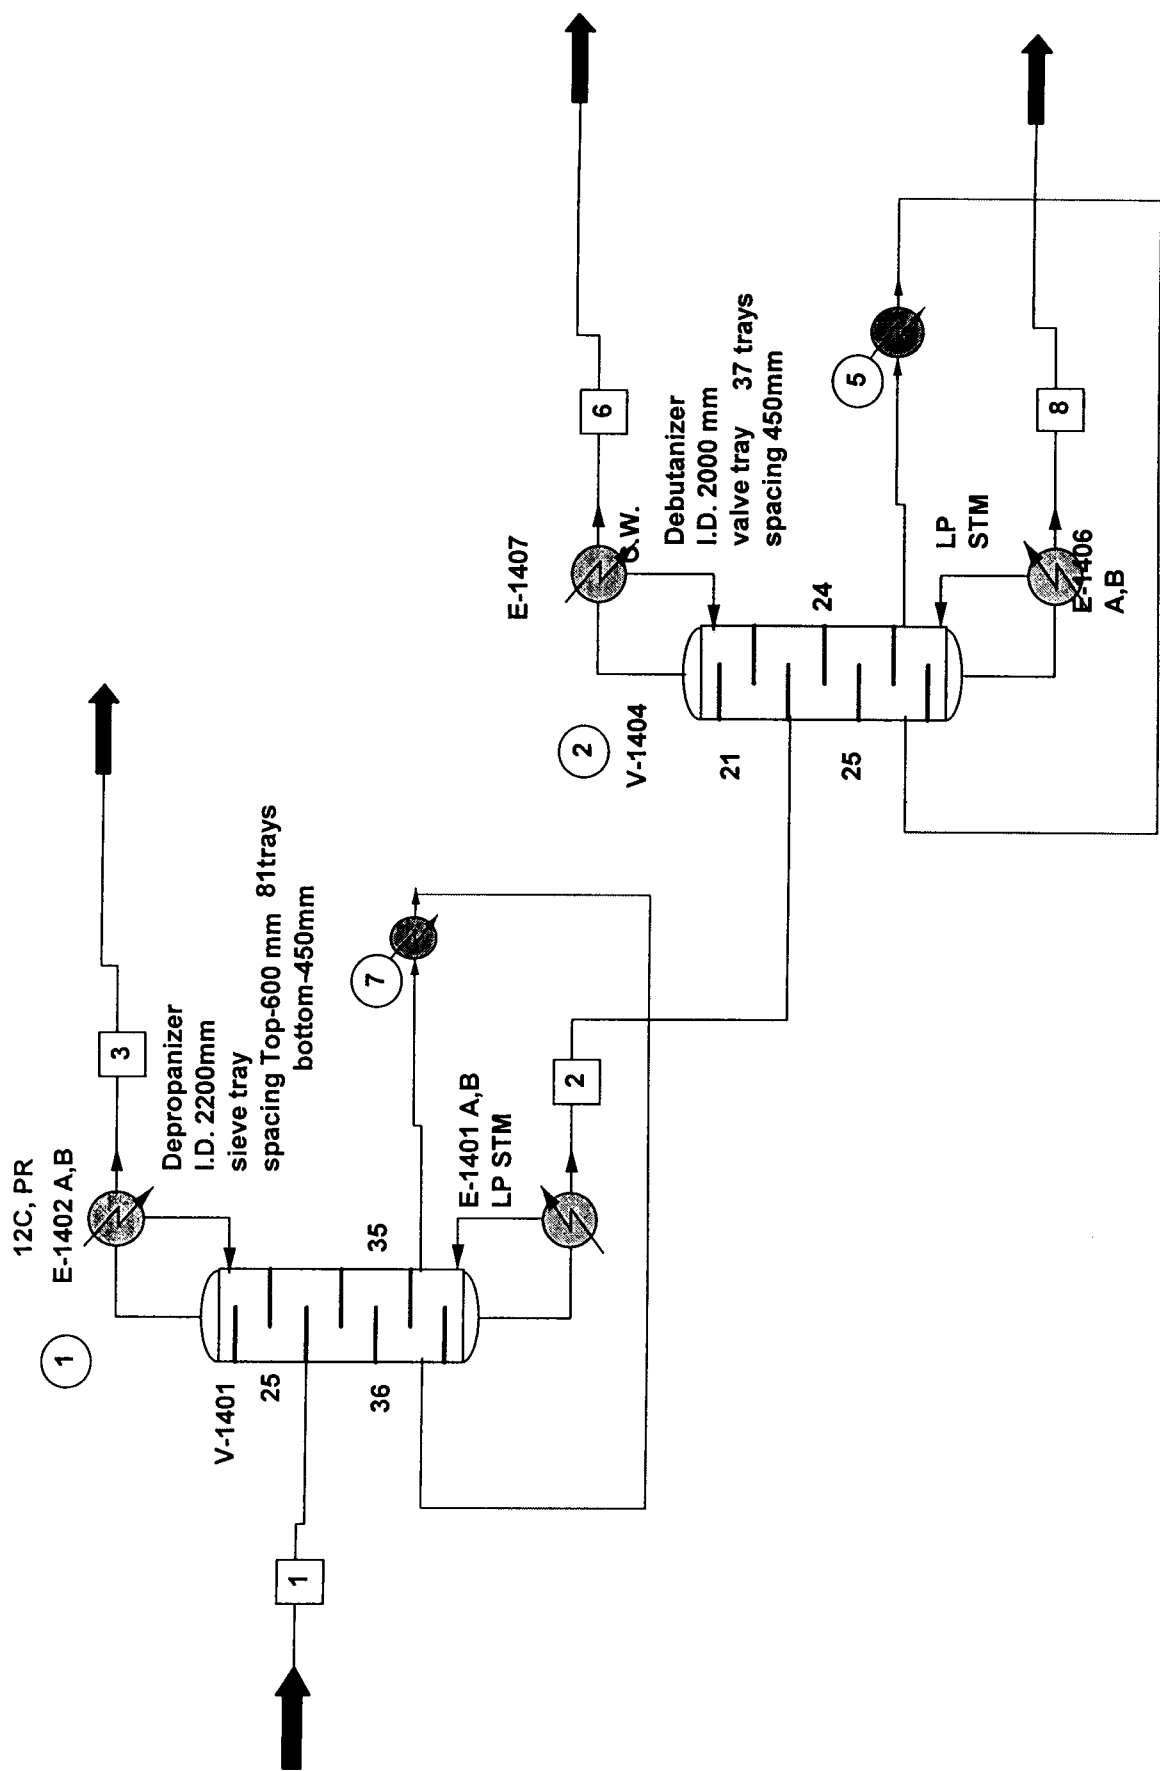 12C, PR
E-1402 A,B
1
3
Depropanizer
I.D. 2200mm
sieve tray
spacing Top-600 mm 81trays
bottom-450mm
V-1401
25
1
36
35
7
E-1401 A,B
LP STM
2
E-1407
6
2
V-1404
Debutanizer
I.D. 2000 mm
valve tray 37 trays
spacing 450mm
21
24
25
5
LP
STM
8
E-1406
A,B